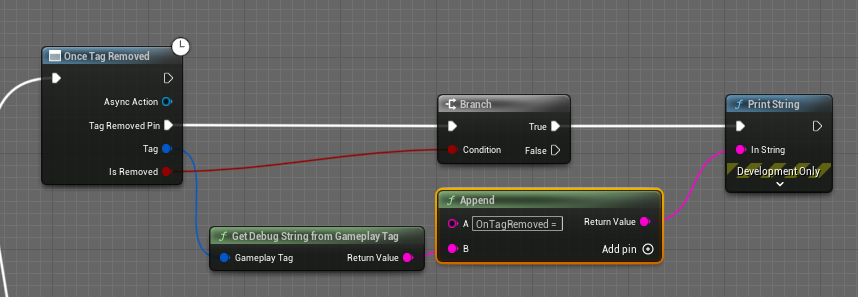 Once Tag Removed
Async Action
Tag Removed Pin
Tag
Is Removed
Branch
True
Condition
False
Print String
In String
Development Only
Append
A OnTagRemoved =
Return Value
B
Add pin
f Get Debug String from Gameplay Tag
Gameplay Tag
Return Value